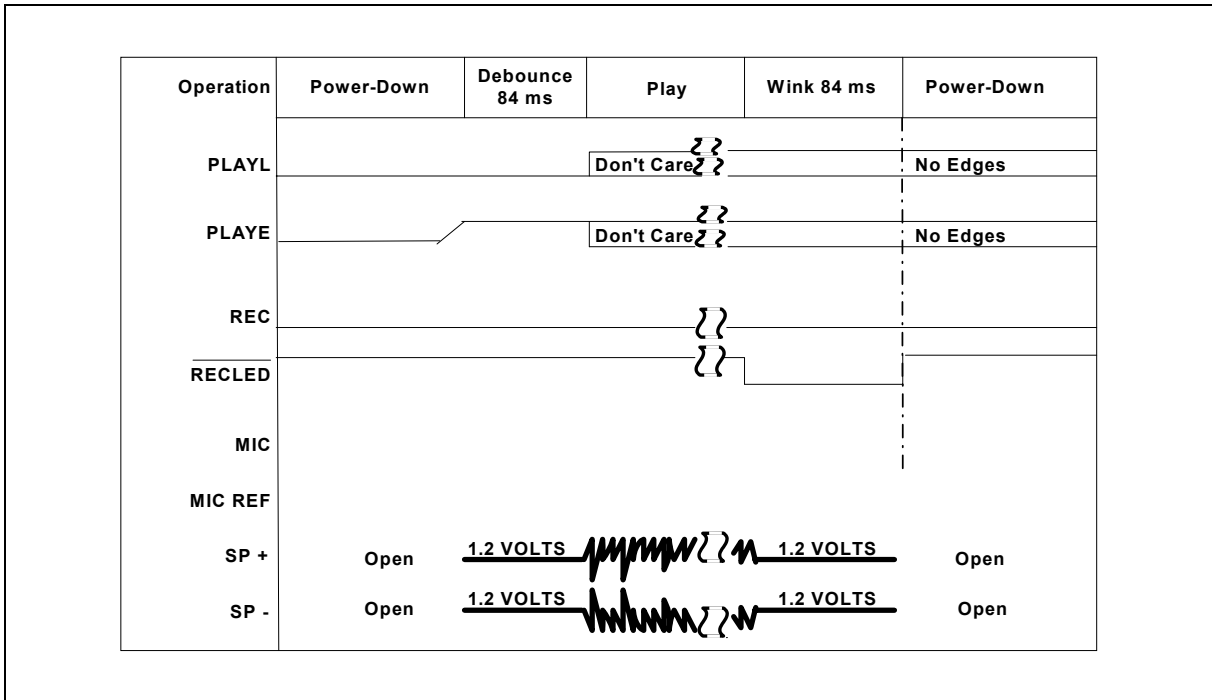 Operation Power-Down Debounce 84 ms Play Wink 84 ms Power-Down
PLAYL Don't Care No Edges
PLAYE Don't Care No Edges
REC
RECLED
MIC
MIC REF
SP + Open 1.2 VOLTS 1.2 VOLTS Open
SP - Open 1.2 VOLTS 1.2 VOLTS Open